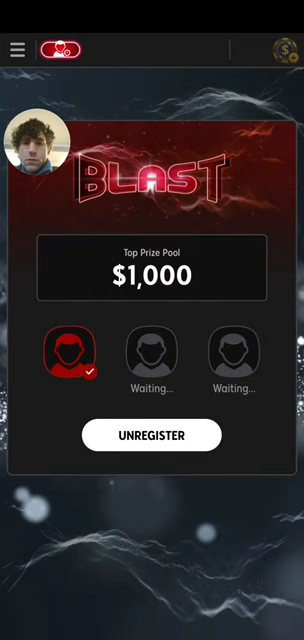 BLAST
Top Prize Pool
$1,000
Waiting...
Waiting...
UNREGISTER